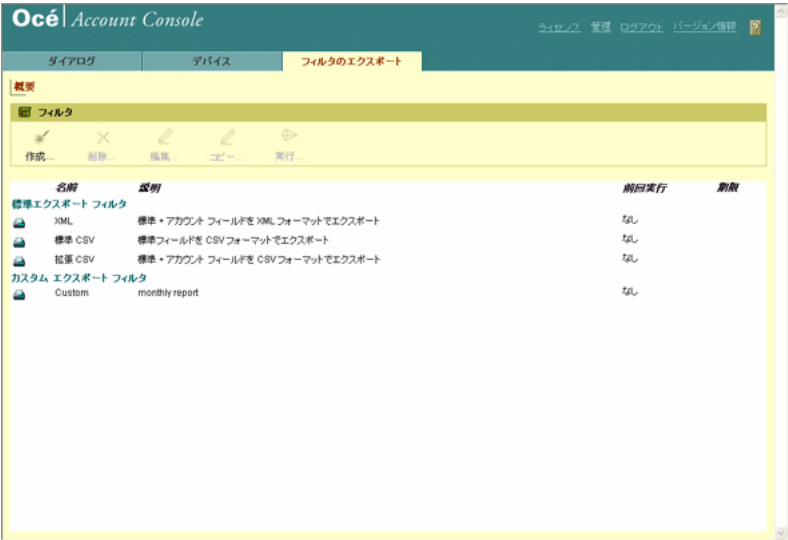 Océ Account Console
ライセンス 管理 ログアウト バージョン情報 ?
ダイアログ デバイス フィルタのエクスポート
概要
フィルタ
作成... 削除... 編集... コピー... 実行...
名前 説明 前回実行 期限
標準エクスポート フィルタ
XML 標準 + アカウント フィールドを XML フォーマットでエクスポート なし
標準 CSV 標準フィールドを CSV フォーマットでエクスポート なし
拡張 CSV 標準 + アカウント フィールドを CSV フォーマットでエクスポート なし
カスタム エクスポート フィルタ
Custom monthly report なし